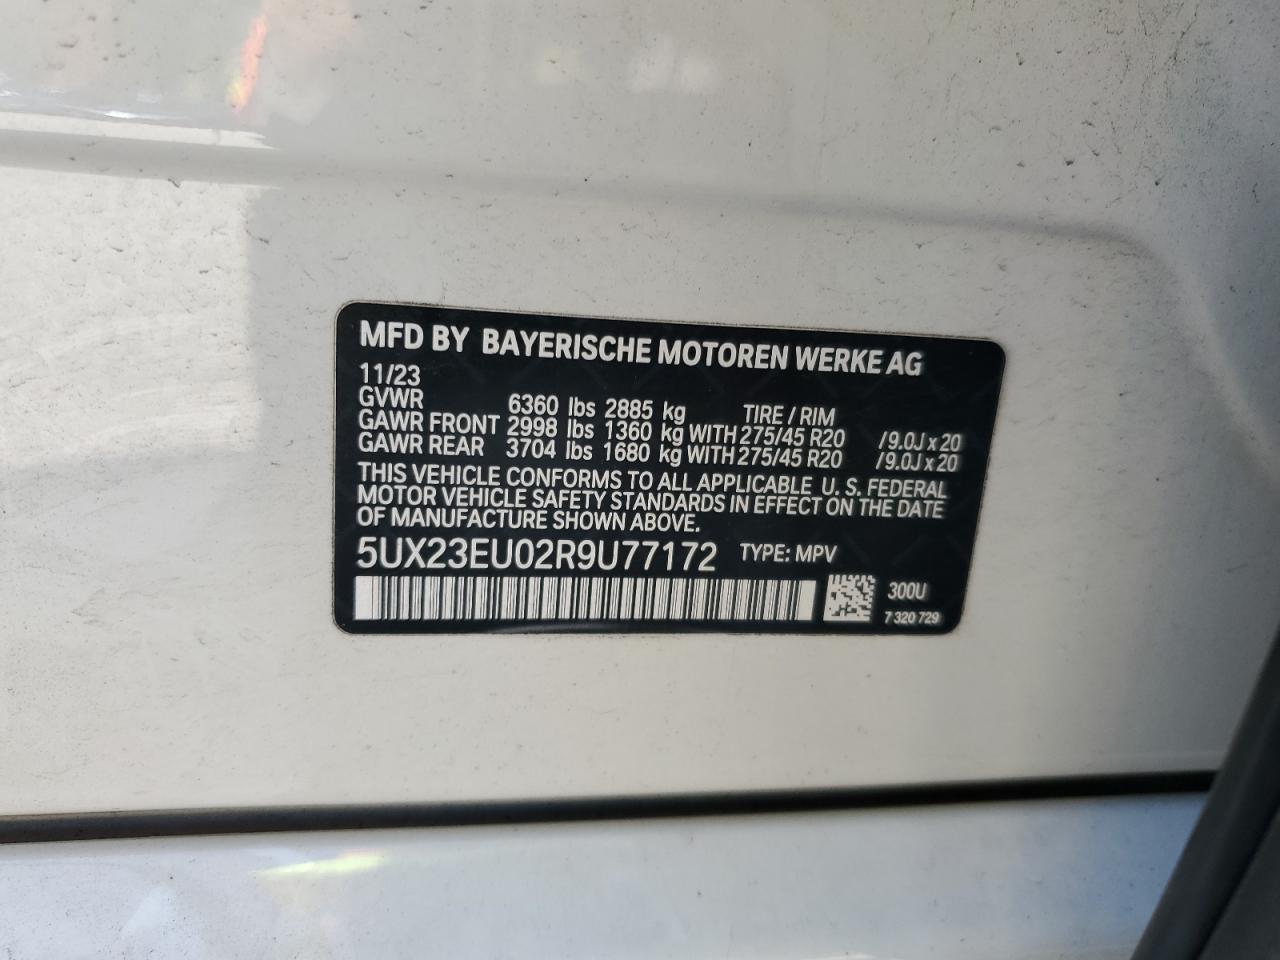 MFD BY BAYERISCHE MOTOREN WERKE AG
11/23
GVWR 6360 lbs 2885 kg TIRE / RIM
GAWR FRONT 2998 lbs 1360 kg WITH 275/45 R20 /9.0J x 20
GAWR REAR 3704 lbs 1680 kg WITH 275/45 R20 /9.0J x 20
THIS VEHICLE CONFORMS TO ALL APPLICABLE U. S. FEDERAL
MOTOR VEHICLE SAFETY STANDARDS IN EFFECT ON THE DATE
OF MANUFACTURE SHOWN ABOVE.
5UX23EU02R9U77172 TYPE: MPV
300U
7 320 729